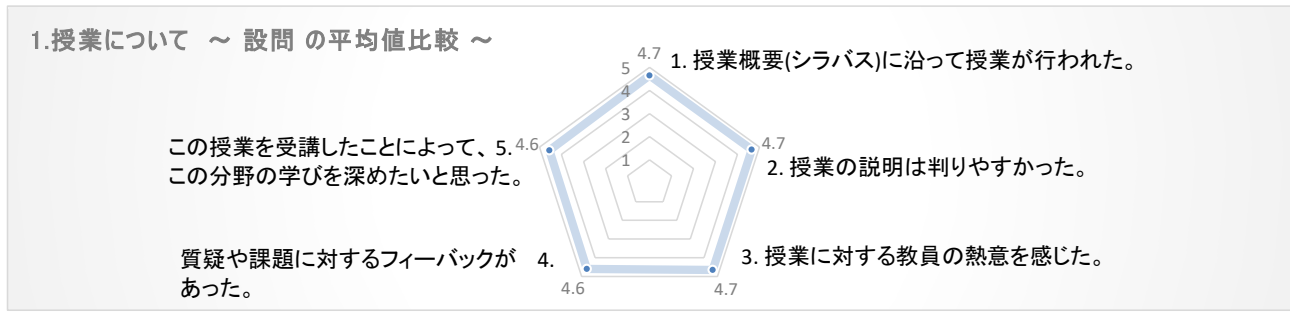 1.授業について ～ 設問 の平均値比較 ～
4.7
1. 授業概要(シラバス)に沿って授業が行われた。
5
4
3
2
1
4.7
2. 授業の説明は判りやすかった。
4.7
3. 授業に対する教員の熱意を感じた。
4.6
質疑や課題に対するフィーバックが 4.
あった。
4.6
この授業を受講したことによって、 5.
この分野の学びを深めたいと思った。